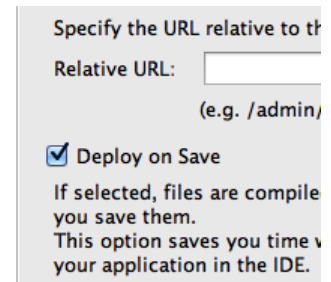 Specify the URL relative to th
Relative URL:
(e.g. /admin/
Deploy on Save
If selected, files are compile
you save them.
This option saves you time w
your application in the IDE.